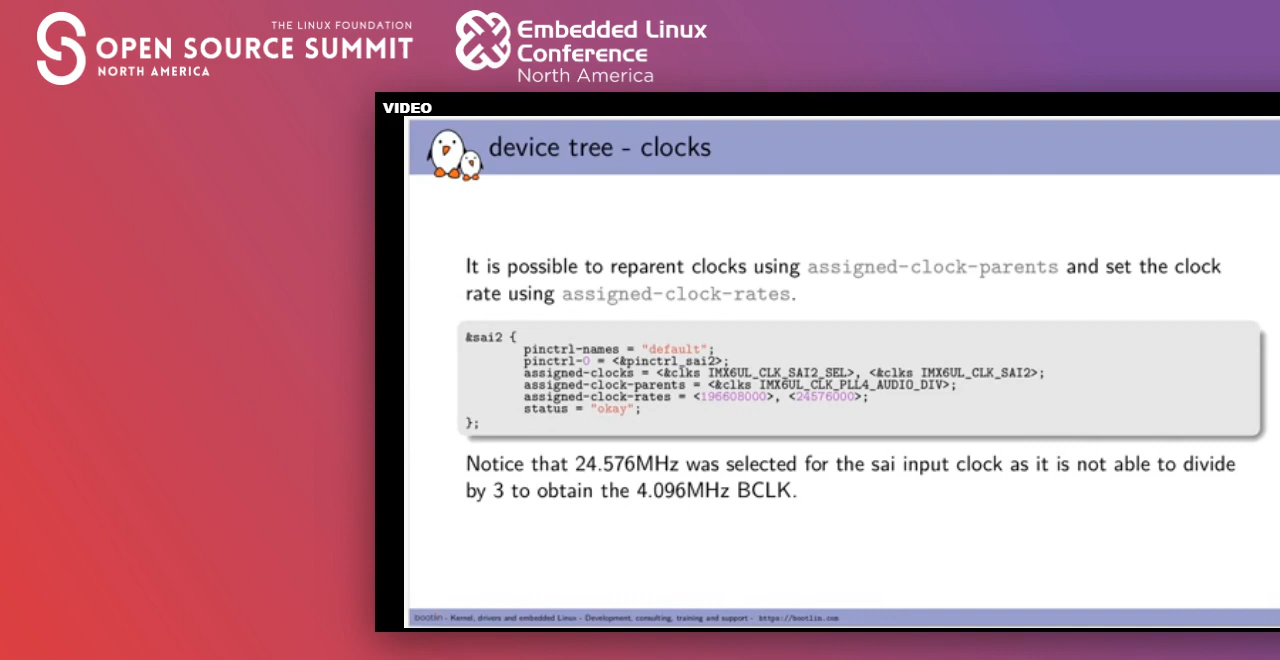 THE LINUX FOUNDATION
OPEN SOURCE SUMMIT
NORTH AMERICA
Embedded Linux
Conference
North America
VIDEO
device tree - clocks
It is possible to reparent clocks using assigned-clock-parents and set the clock
rate using assigned-clock-rates.
&sai2 {
pinctrl-names = "default";
pinctrl-0 = <&pinctrl_sai2>;
assigned-clocks = <&clks IMX6UL_CLK_SAI2_SEL>, <&clks IMX6UL_CLK_SAI2>;
assigned-clock-parents = <&clks IMX6UL_CLK_PLL4_AUDIO_DIV>;
assigned-clock-rates = <196608000>, <24576000>;
status = "okay";
};
Notice that 24.576MHz was selected for the sai input clock as it is not able to divide
by 3 to obtain the 4.096MHz BCLK.
bootlin - Kernel, drivers and embedded Linux - Development, consulting, training and support - https://bootlin.com